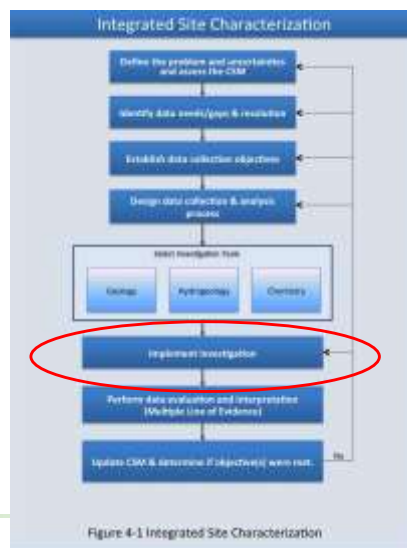 Integrated Site Characterization
Define the problem and uncertainties
and assess the CSM
Identify data needs/gaps & resolution
Establish data collection objectives
Design data collection & analysis
process
Select Investigation Tools
Geology
Hydrogeology
Chemistry
Implement Investigation
Perform data evaluation and interpretation
(Multiple Line of Evidence)
Update CSM & determine if objective(s) were met.
No
Figure 4-1 Integrated Site Characterization